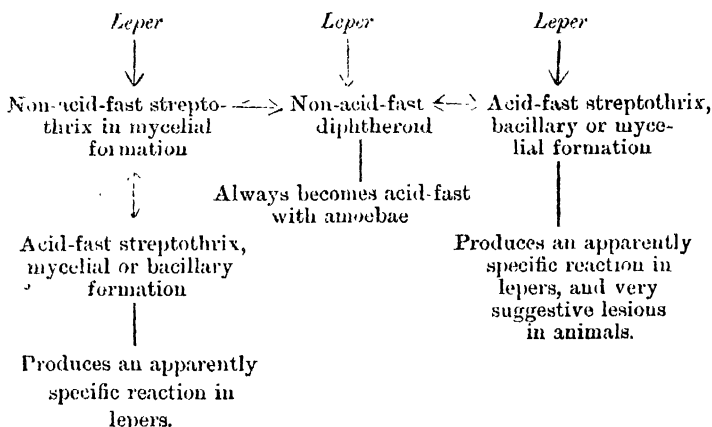 Leper
Non-acid-fast strepto-
thrix in mycelial
formation
Acid-fast streptothrix,
mycelial or bacillary
formation
Produces an apparently
specific reaction in
lepers.
Leper
Non-acid-fast
diphtheroid
Always becomes acid-fast
with amoebae
Leper
Acid-fast streptothrix,
bacillary or myce-
lial formation
Produces an apparently
specific reaction in
lepers, and very
suggestive lesions
in animals.